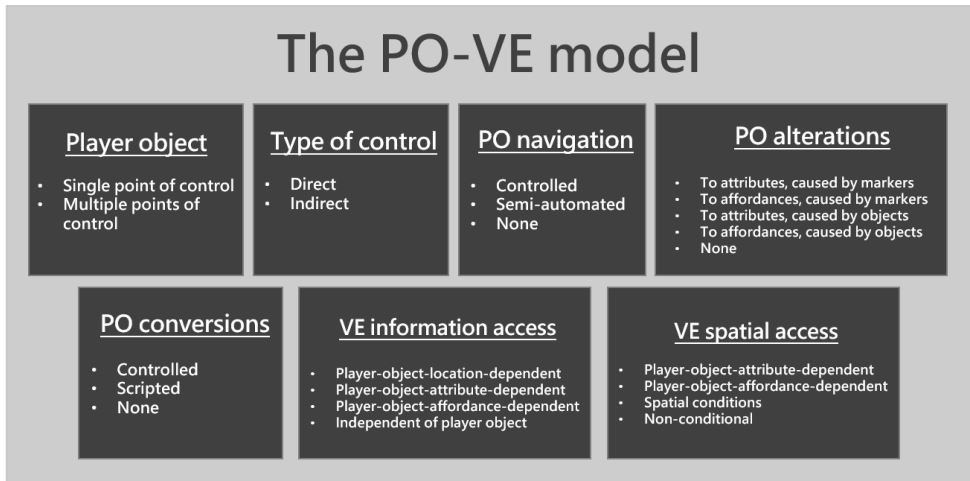 The PO-VE model
Player object
• Single point of control
• Multiple points of
control
Type of control
• Direct
• Indirect
PO navigation
• Controlled
• Semi-automated
• None
PO alterations
• To attributes, caused by markers
• To affordances, caused by markers
• To attributes, caused by objects
• To affordances, caused by objects
• None
PO conversions
• Controlled
• Scripted
• None
VE information access
• Player-object-location-dependent
• Player-object-attribute-dependent
• Player-object-affordance-dependent
• Independent of player object
VE spatial access
• Player-object-attribute-dependent
• Player-object-affordance-dependent
• Spatial conditions
• Non-conditional